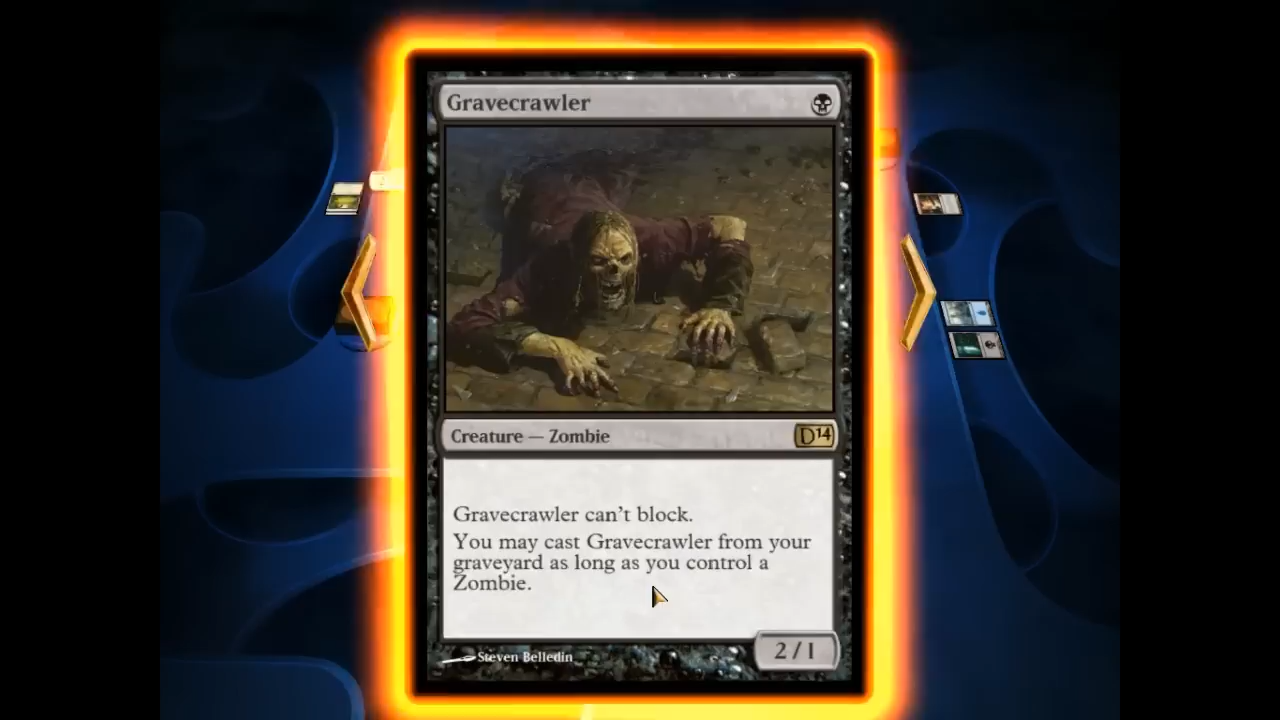 Gravecrawler
Creature — Zombie
D14
Gravecrawler can't block.
You may cast Gravecrawler from your
graveyard as long as you control a
Zombie.
2/1
Steven Belledin